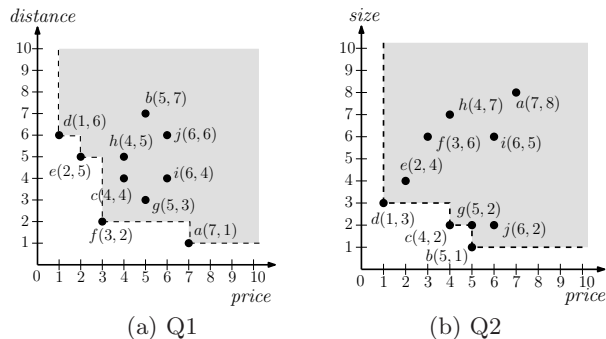 distance
10
9
8
7
6
5
4
3
2
1
0
1 2 3 4 5 6 7 8 9 10
price
b(5, 7)
d(1, 6)
h(4, 5)
j(6, 6)
e(2, 5)
c(4, 4)
i(6, 4)
g(5, 3)
f(3, 2)
a(7, 1)
(a) Q1
size
10
9
8
7
6
5
4
3
2
1
0
1 2 3 4 5 6 7 8 9 10
price
h(4, 7)
a(7, 8)
f(3, 6)
i(6, 5)
e(2, 4)
d(1, 3)
g(5, 2)
c(4, 2)
j(6, 2)
b(5, 1)
(b) Q2